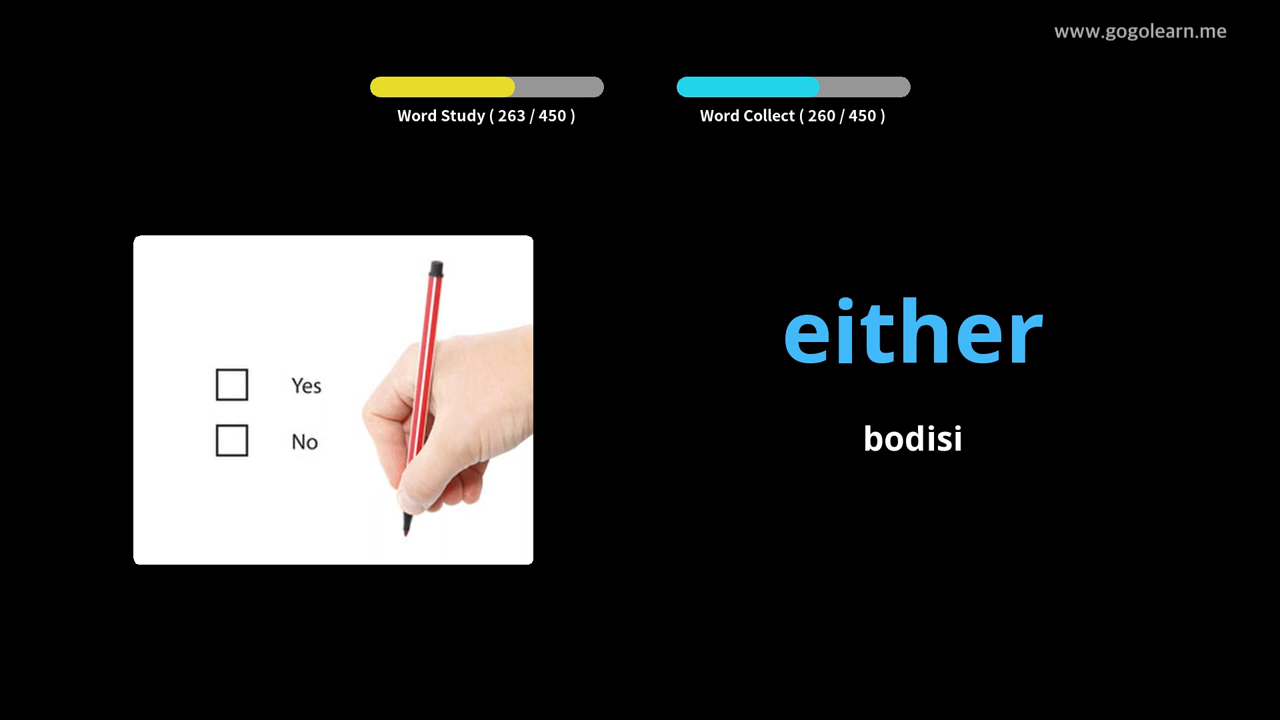 www.gogolearn.me
Word Study ( 263 / 450 )
Word Collect ( 260 / 450 )
either
bodisi
Yes
No